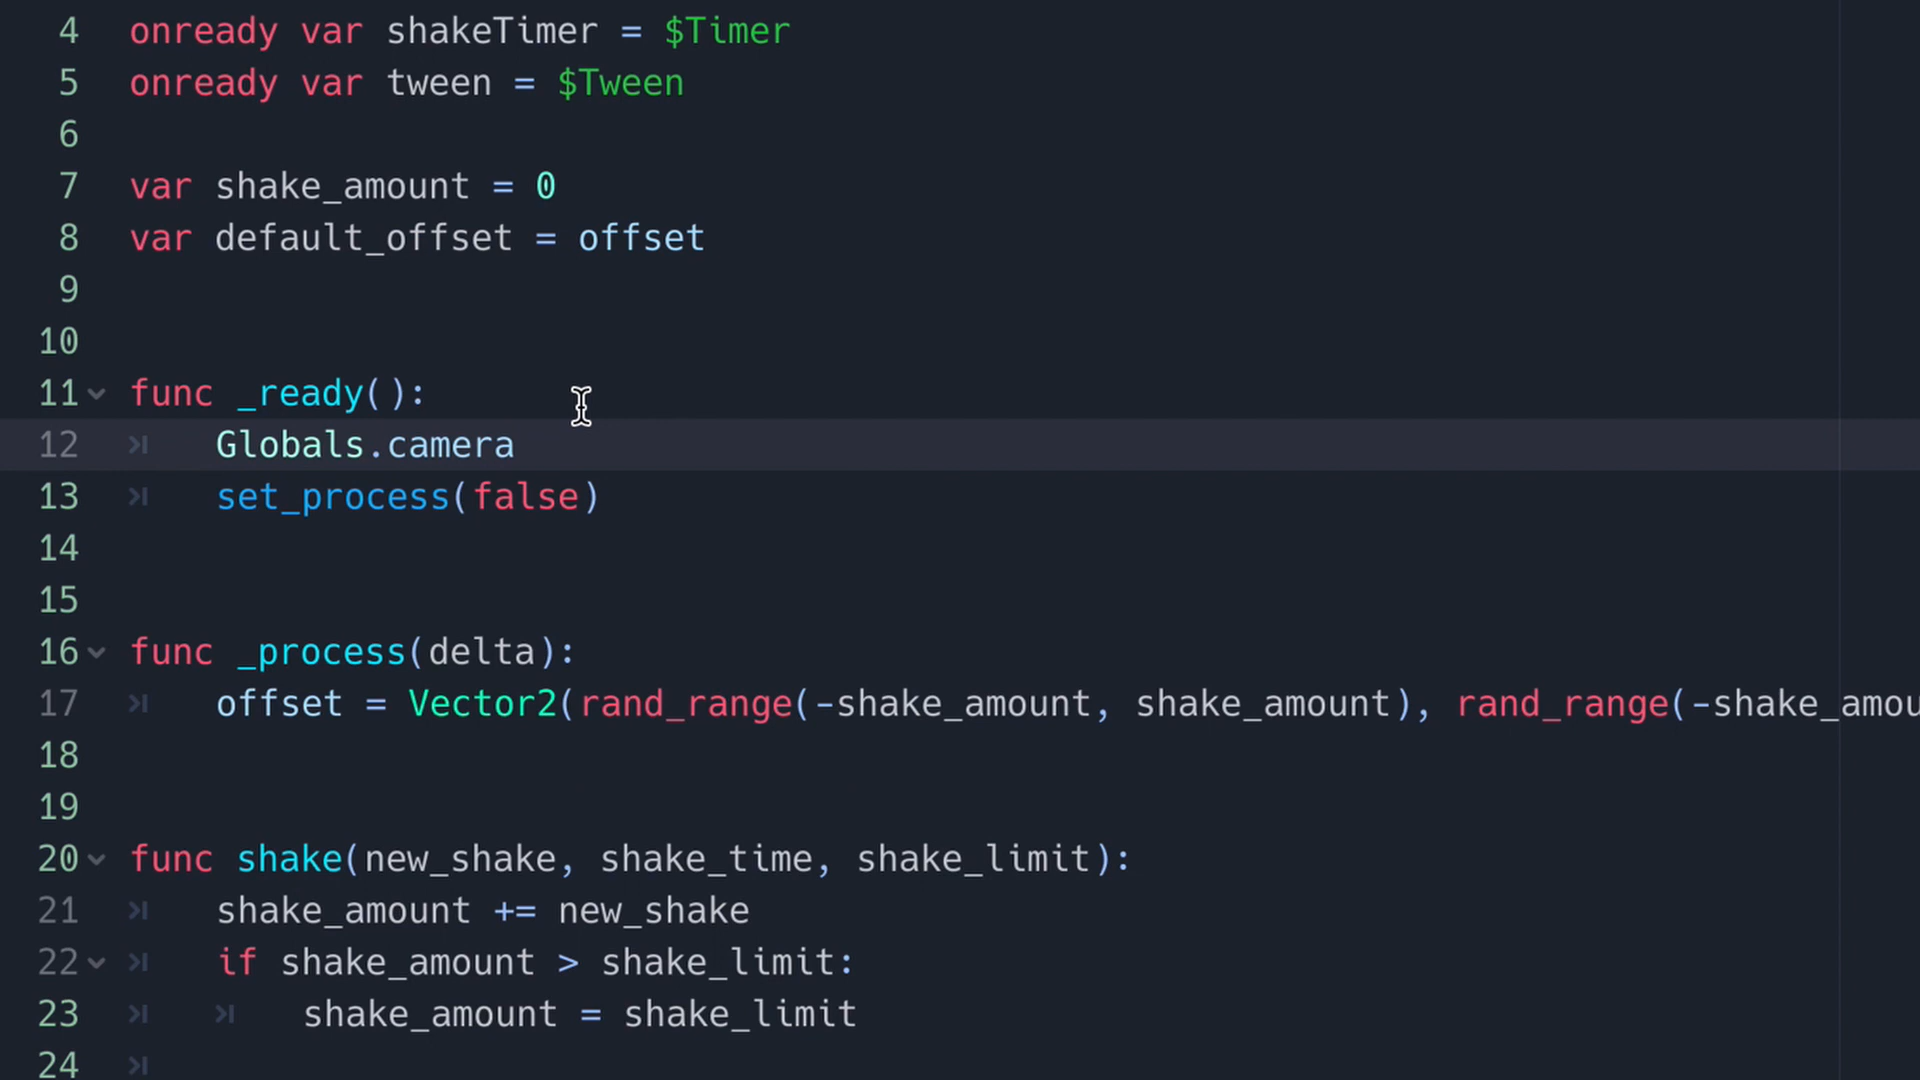 4 onready var shakeTimer = $Timer
5 onready var tween = $Tween
6
7 var shake_amount = 0
8 var default_offset = offset
9
10
11 func _ready():
12 Globals.camera
13 set_process(false)
14
15
16 func _process(delta):
17 offset = Vector2(rand_range(-shake_amount, shake_amount), rand_range(-shake_amou
18
19
20 func shake(new_shake, shake_time, shake_limit):
21 shake_amount += new_shake
22 if shake_amount > shake_limit:
23 shake_amount = shake_limit
24